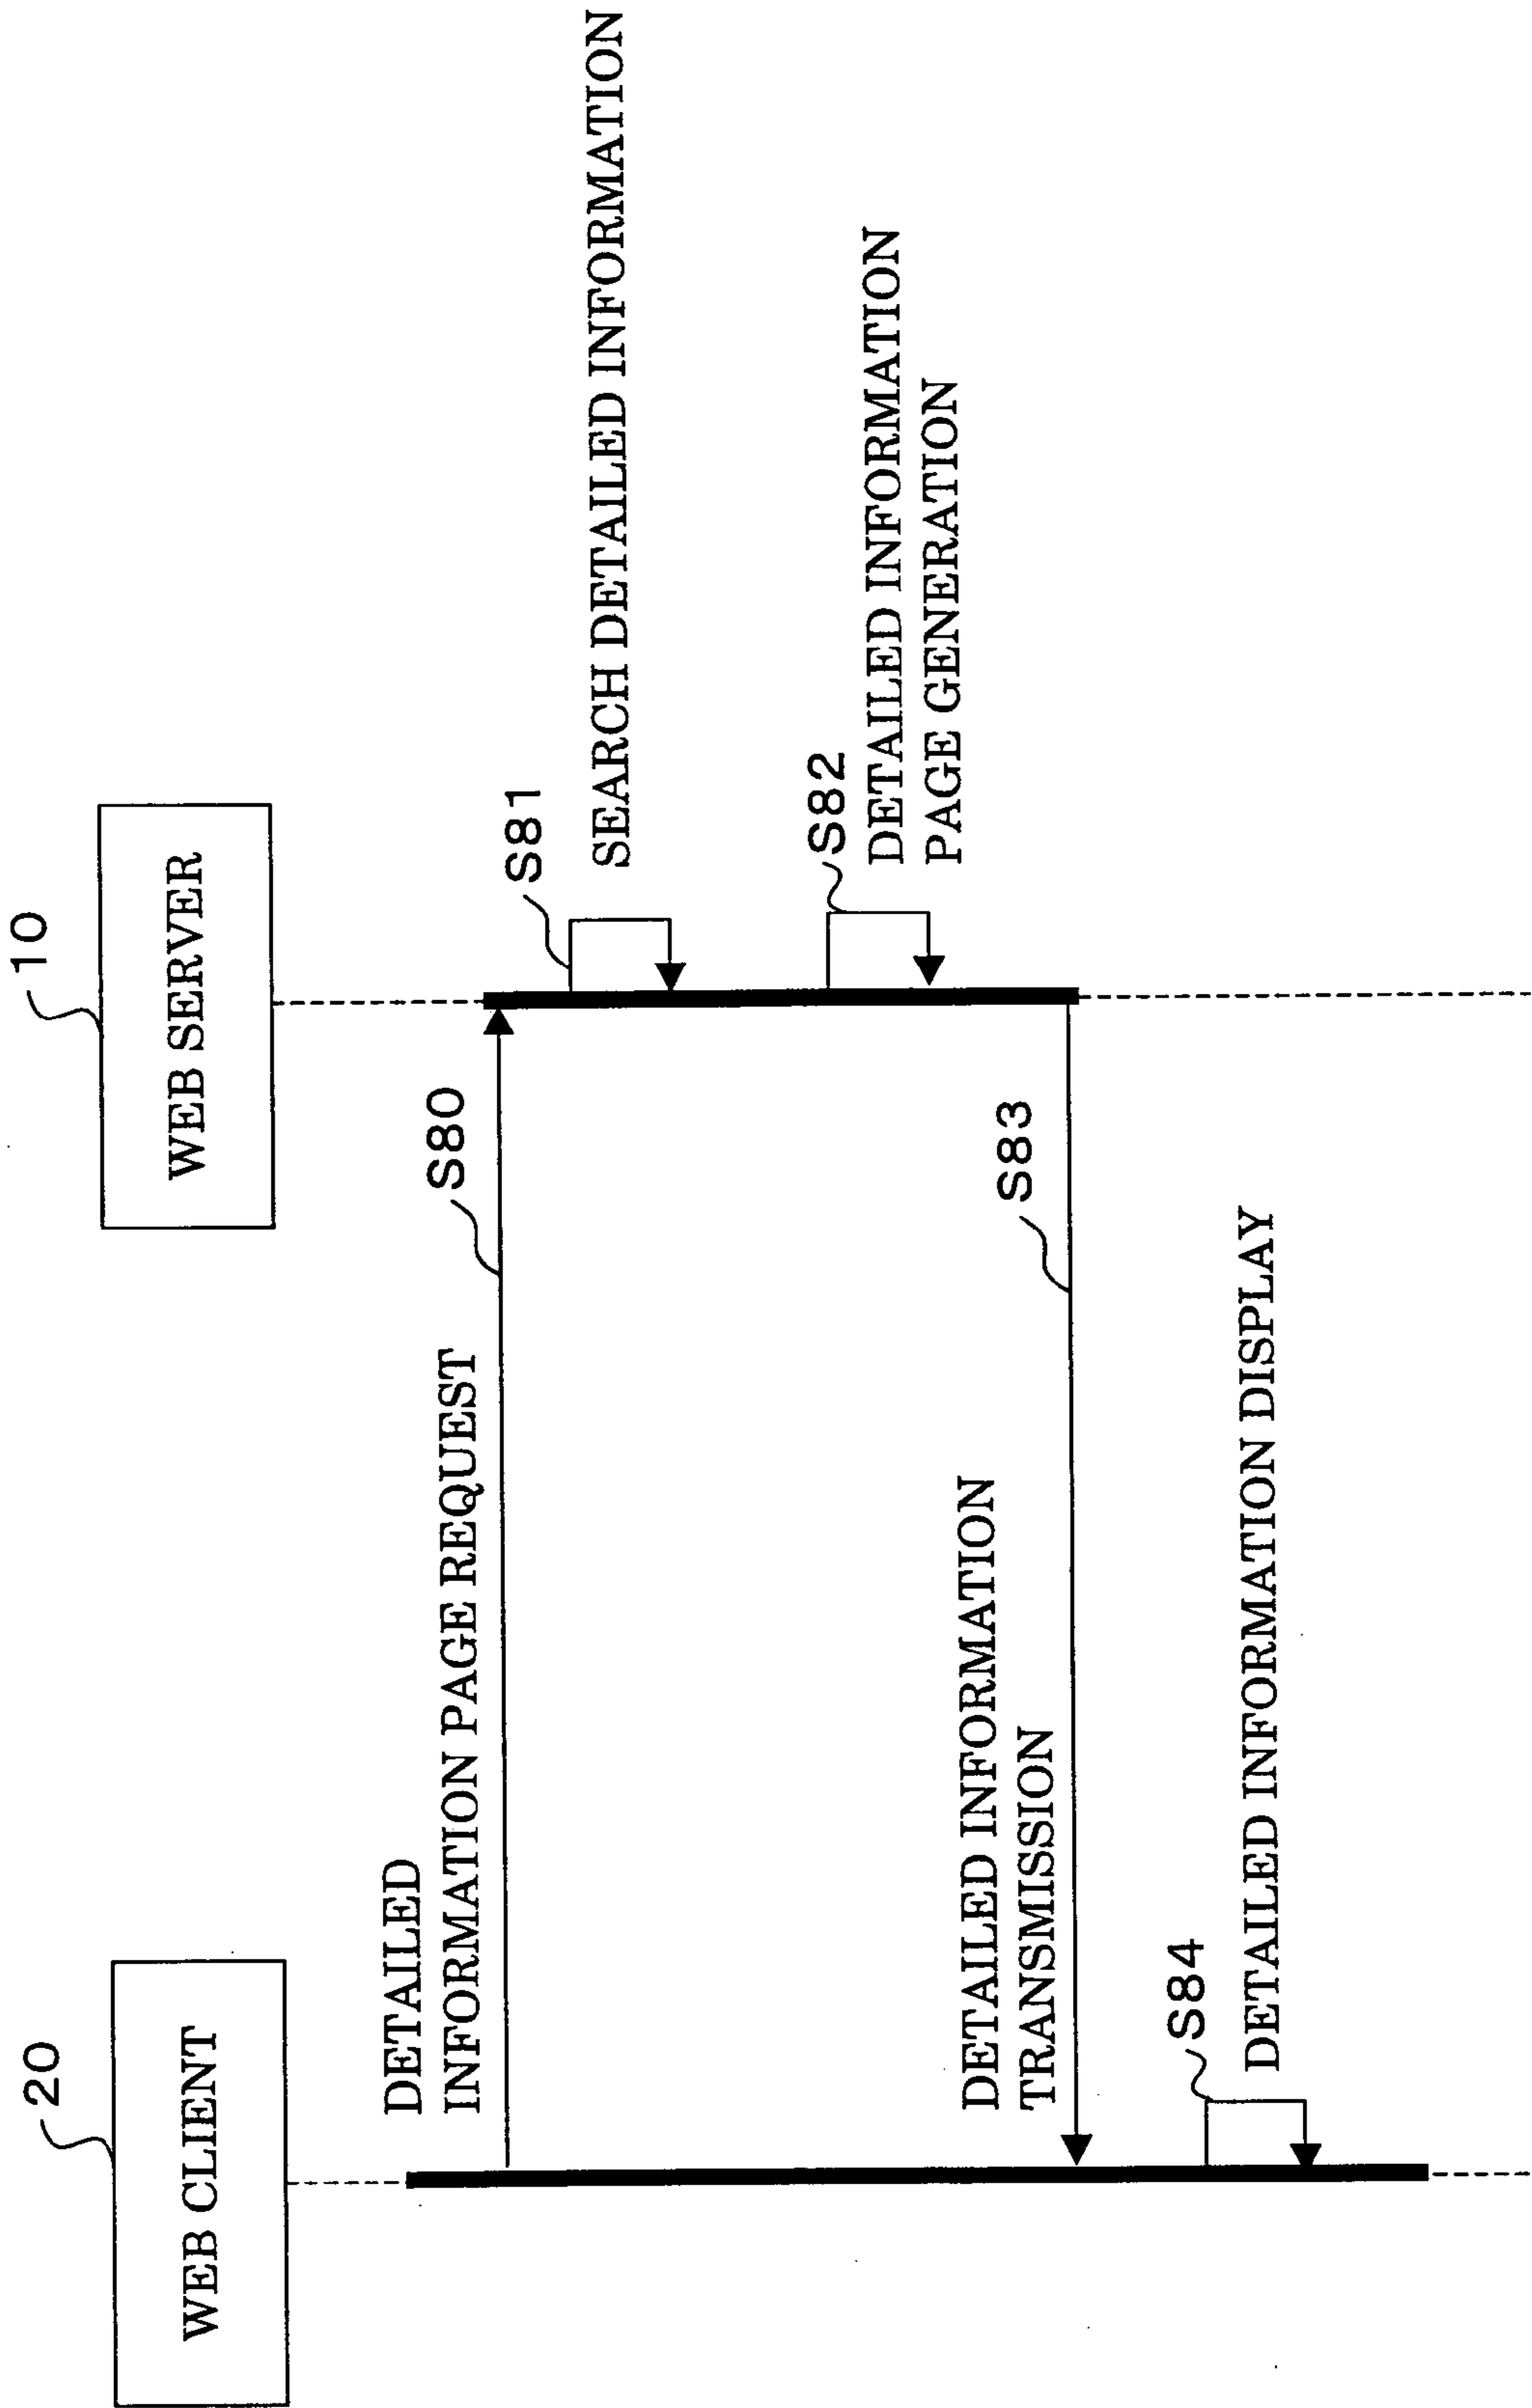 20
10
WEB CLIENT
WEB SERVER
DETAILED
INFORMATION PAGE REQUEST
S80
S81
SEARCH DETAILED INFORMATION
S82
DETAILED INFORMATION
PAGE GENERATION
DETAILED INFORMATION
TRANSMISSION
S83
S84
DETAILED INFORMATION DISPLAY